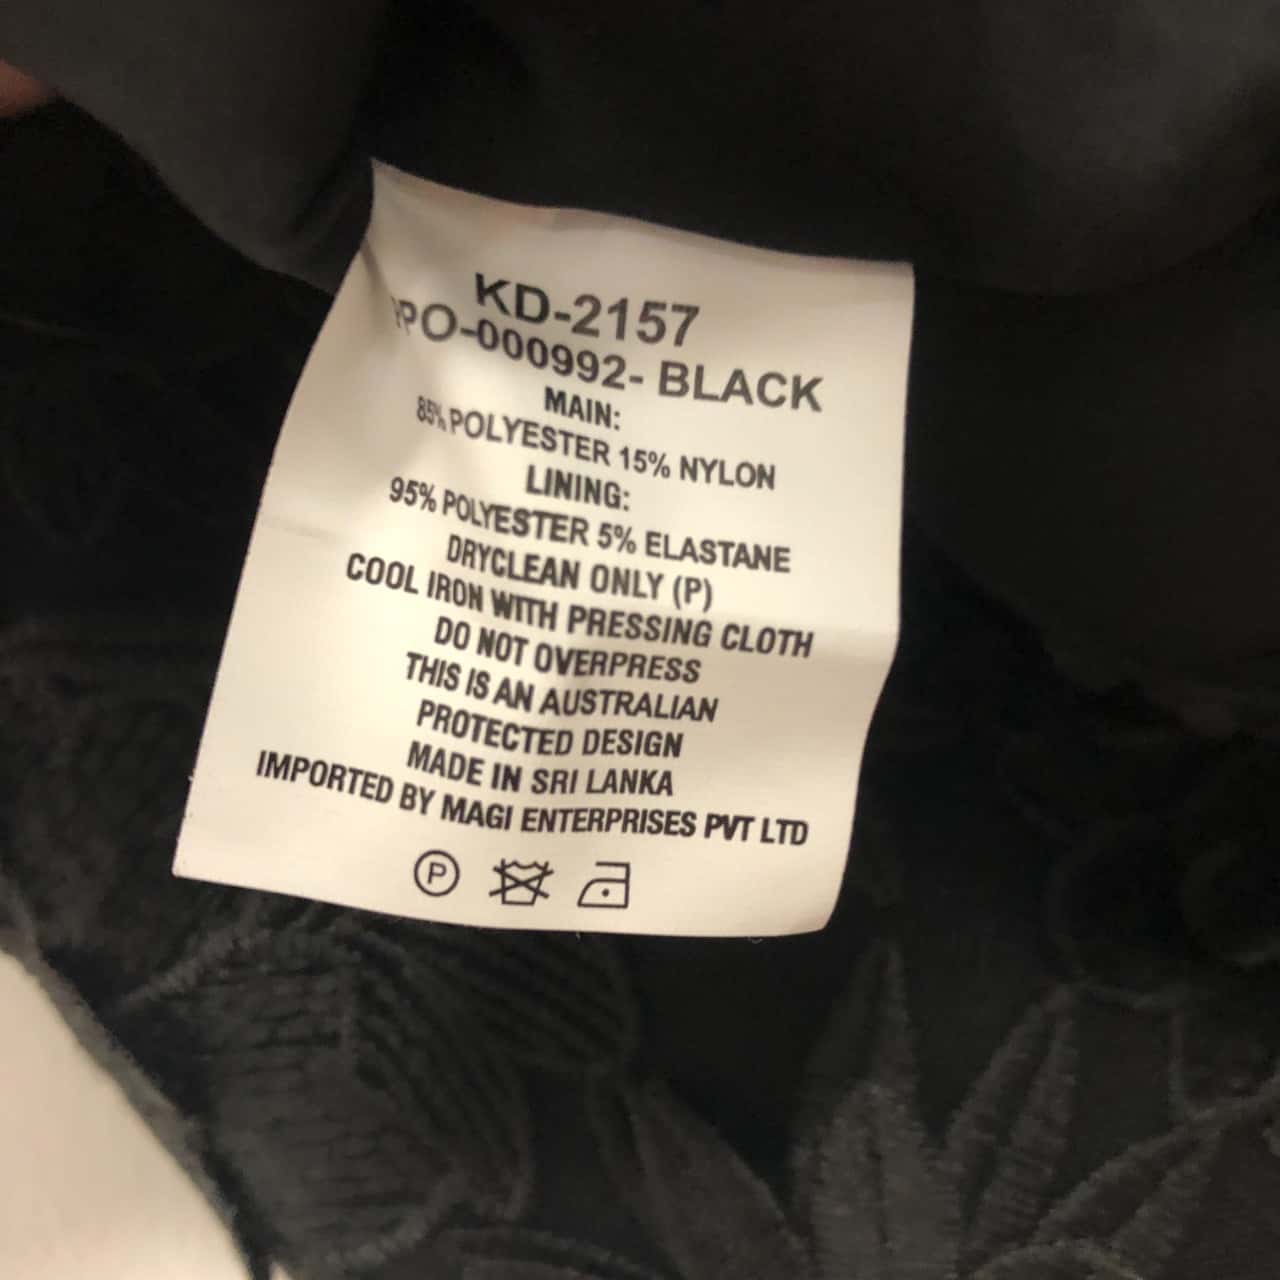 KD-2157
PPO-000992- BLACK
MAIN:
85% POLYESTER 15% NYLON
LINING:
95% POLYESTER 5% ELASTANE
DRYCLEAN ONLY (P)
COOL IRON WITH PRESSING CLOTH
DO NOT OVERPRESS
THIS IS AN AUSTRALIAN
PROTECTED DESIGN
MADE IN SRI LANKA
IMPORTED BY MAGI ENTERPRISES PVT LTD
P